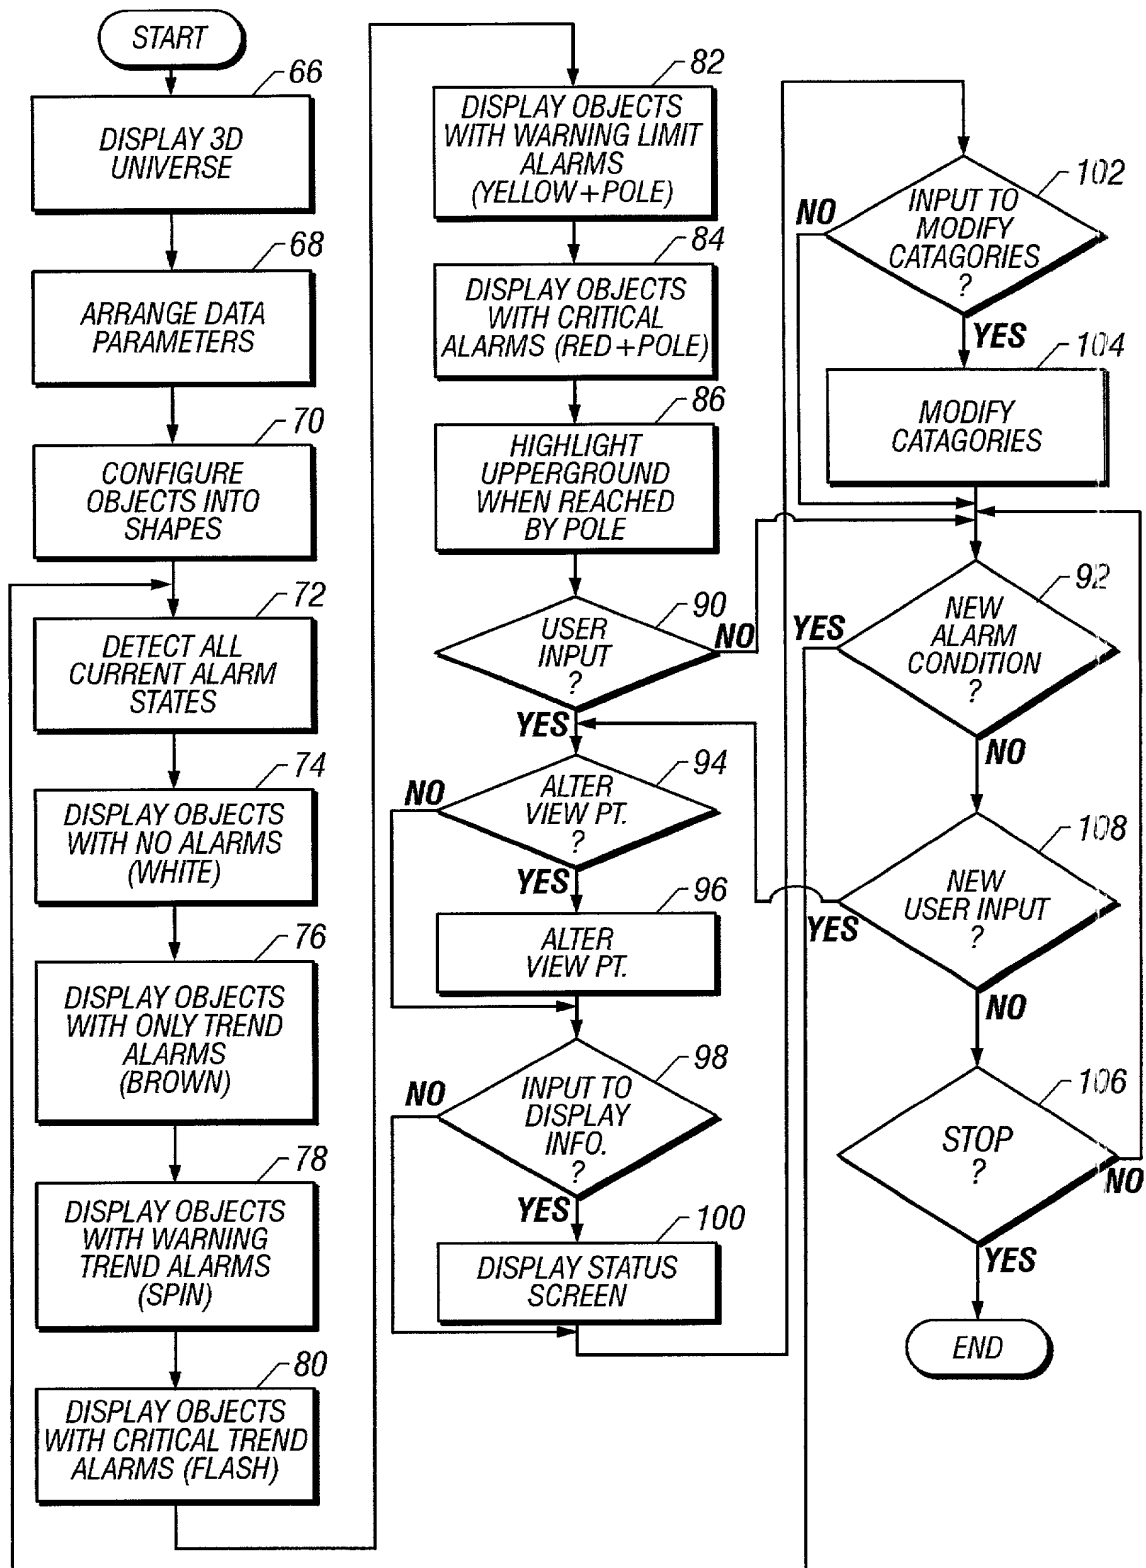 START
66
DISPLAY 3D
UNIVERSE
68
ARRANGE DATA
PARAMETERS
70
CONFIGURE
OBJECTS INTO
SHAPES
72
DETECT ALL
CURRENT ALARM
STATES
74
DISPLAY OBJECTS
WITH NO ALARMS
(WHITE)
76
DISPLAY OBJECTS
WITH ONLY TREND
ALARMS
(BROWN)
78
DISPLAY OBJECTS
WITH WARNING
TREND ALARMS
(SPIN)
80
DISPLAY OBJECTS
WITH CRITICAL TREND
ALARMS (FLASH)
82
DISPLAY OBJECTS
WITH WARNING LIMIT
ALARMS
(YELLOW+POLE)
84
DISPLAY OBJECTS
WITH CRITICAL
ALARMS (RED+POLE)
86
HIGHLIGHT
UPPERGROUND
WHEN REACHED
BY POLE
90
USER
INPUT
?
NO
YES
94
ALTER
VIEW PT.
?
NO
YES
96
ALTER
VIEW PT.
98
INPUT TO
DISPLAY
INFO.
?
NO
YES
100
DISPLAY STATUS
SCREEN
102
INPUT TO
MODIFY
CATAGORIES
?
NO
YES
104
MODIFY
CATAGORIES
92
NEW
ALARM
CONDITION
?
YES
NO
108
NEW
USER INPUT
?
YES
NO
106
STOP
?
NO
YES
END